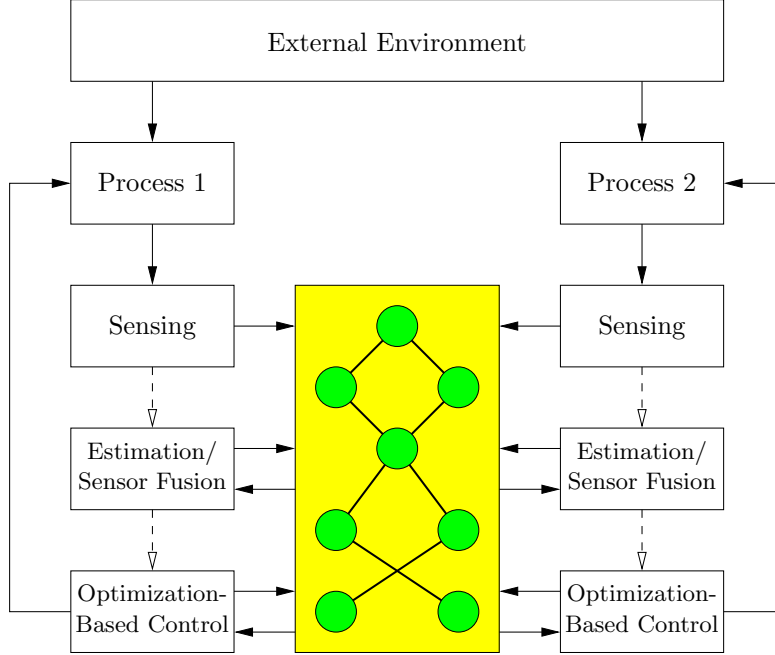 External Environment
Process 1
Process 2
Sensing
Sensing
Estimation/
Sensor Fusion
Estimation/
Sensor Fusion
Optimization-
Based Control
Optimization-
Based Control